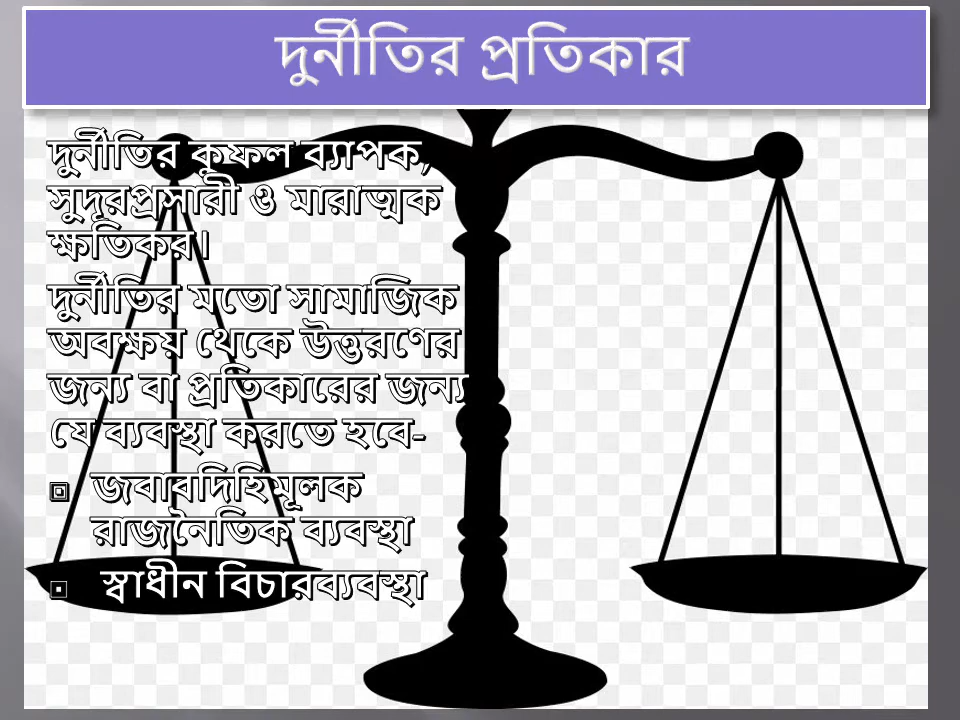 দুর্নীতির প্রতিকার
দুর্নীতির কুফল ব্যাপক,
সুদূরপ্রসারী ও মারাত্মক
ক্ষতিকর।
দুর্নীতির মতো সামাজিক
অবক্ষয় থেকে উত্তরণের
জন্য বা প্রতিকারের জন্য
যে ব্যবস্থা করতে হবে-
জবাবদিহিমূলক
রাজনৈতিক ব্যবস্থা
স্বাধীন বিচারব্যবস্থা